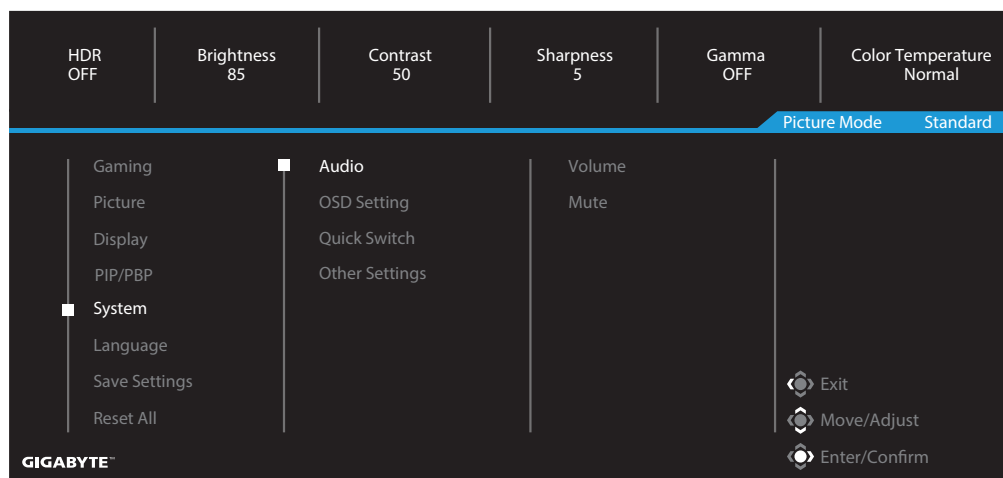 HDR
OFF
Brightness
85
Contrast
50
Sharpness
5
Gamma
OFF
Color Temperature
Normal
Picture Mode Standard
Gaming
Picture
Display
PIP/PBP
System
Language
Save Settings
Reset All
Audio
OSD Setting
Quick Switch
Other Settings
Volume
Mute
Exit
Move/Adjust
Enter/Confirm
GIGABYTE™